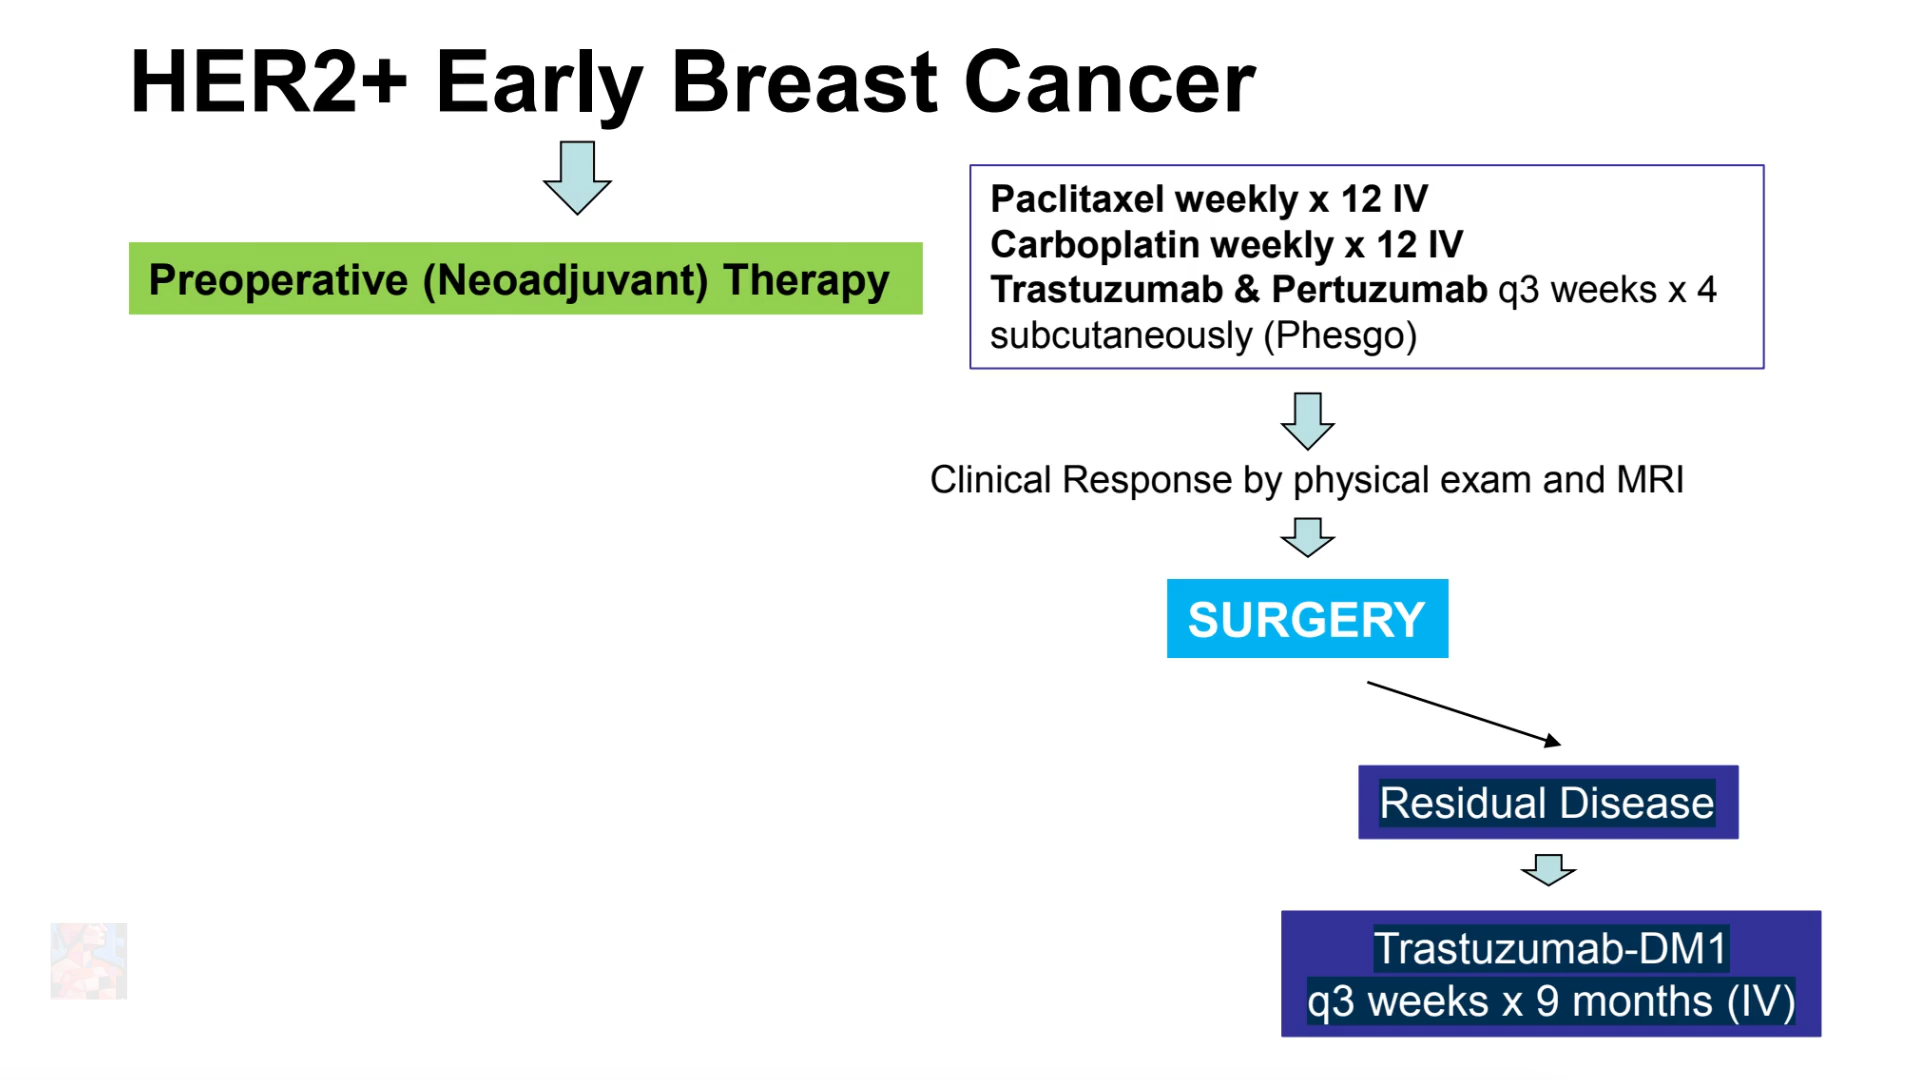 HER2+ Early Breast Cancer
Preoperative (Neoadjuvant) Therapy
Paclitaxel weekly x 12 IV
Carboplatin weekly x 12 IV
Trastuzumab & Pertuzumab q3 weeks x 4
subcutaneously (Phesgo)
Clinical Response by physical exam and MRI
SURGERY
Residual Disease
Trastuzumab-DM1
q3 weeks x 9 months (IV)